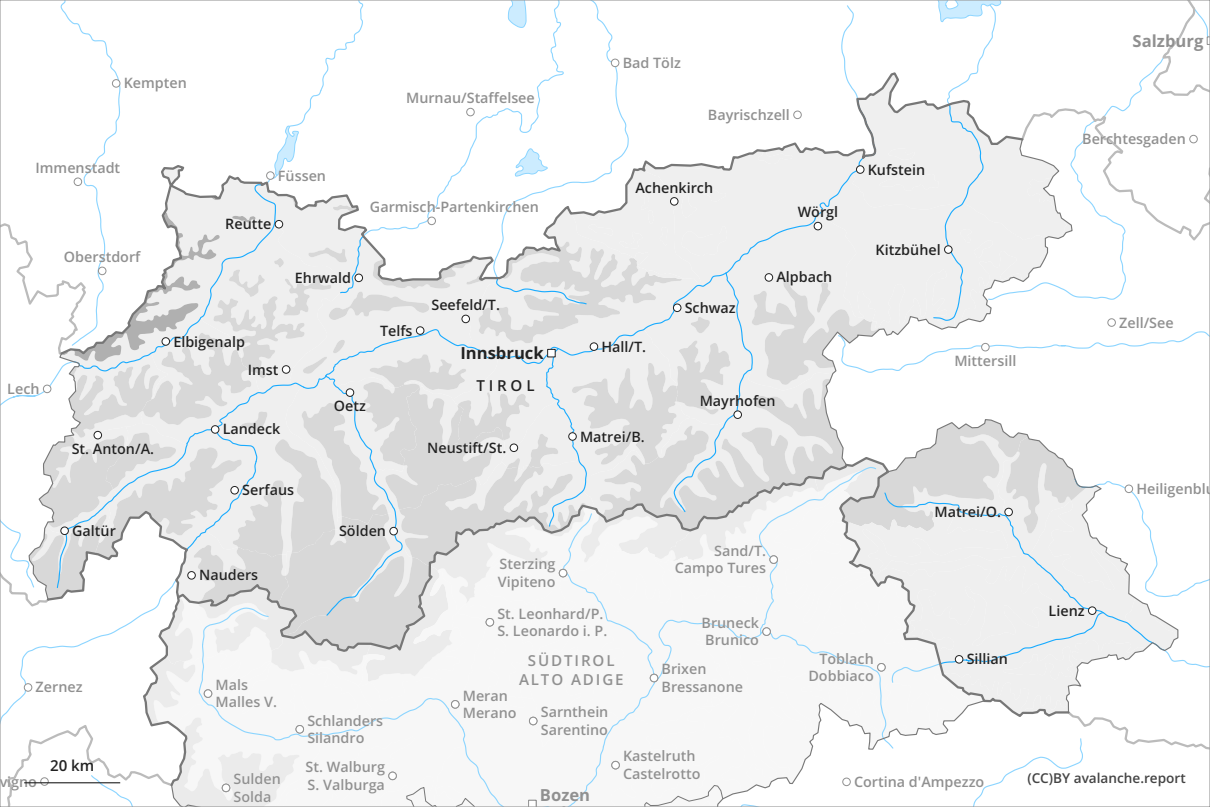 Salzburg
Bad Tölz
Kempten
Murnau/Staffelsee
Bayrischzell
Berchtesgaden
Immenstadt
Füssen
Kufstein
Achenkirch
Garmisch-Partenkirchen
Wörgl
Reutte
Kitzbühel
Oberstdorf
Ehrwald
Alpbach
Seefeld/T.
Schwaz
Telfs
Zell/See
Elbigenalp
Innsbruck
Hall/T.
Mittersill
Imst
TIROL
Lech
Oetz
Mayrhofen
Landeck
Matrei/B.
St. Anton/A.
Neustift/St.
Serfaus
Heiligenblu
Matrei/O.
Galtür
Sölden
Sand/T.
Campo Tures
Sterzing
Vipiteno
Nauders
Lienz
St. Leonhard/P.
S. Leonardo i. P.
Bruneck
Brunico
SÜDTIROL
ALTO ADIGE
Toblach
Dobbiaco
Sillian
Brixen
Bressanone
Zernez
Mals
Malles V.
Meran
Merano
Sarnthein
Sarentino
Schlanders
Silandro
Kastelruth
Castelrotto
20 km
St. Walburg
S. Valburga
vigno
Sulden
Solda
Cortina d'Ampezzo
(CC)BY avalanche.report
Bozen